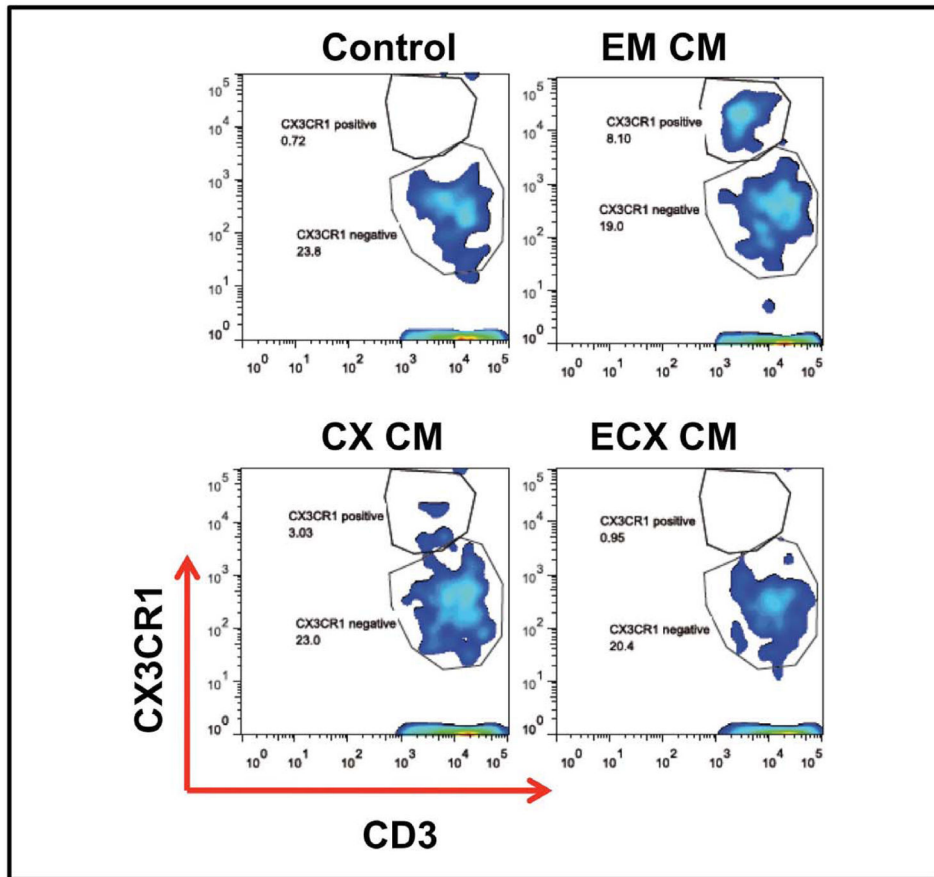 Control
EM CM
10^5
10^4
10^3
10^2
10^1
10^0
CX3CR1 positive
0.72
CX3CR1 negative
23.8
10^0 10^1 10^2 10^3 10^4 10^5
10^5
10^4
10^3
10^2
10^1
10^0
CX3CR1 positive
8.10
CX3CR1 negative
19.0
10^0 10^1 10^2 10^3 10^4 10^5
CX CM
ECX CM
10^5
10^4
10^3
10^2
10^1
10^0
CX3CR1 positive
3.03
CX3CR1 negative
23.0
10^0 10^1 10^2 10^3 10^4 10^5
10^5
10^4
10^3
10^2
10^1
10^0
CX3CR1 positive
0.95
CX3CR1 negative
20.4
10^0 10^1 10^2 10^3 10^4 10^5
CX3CR1
CD3